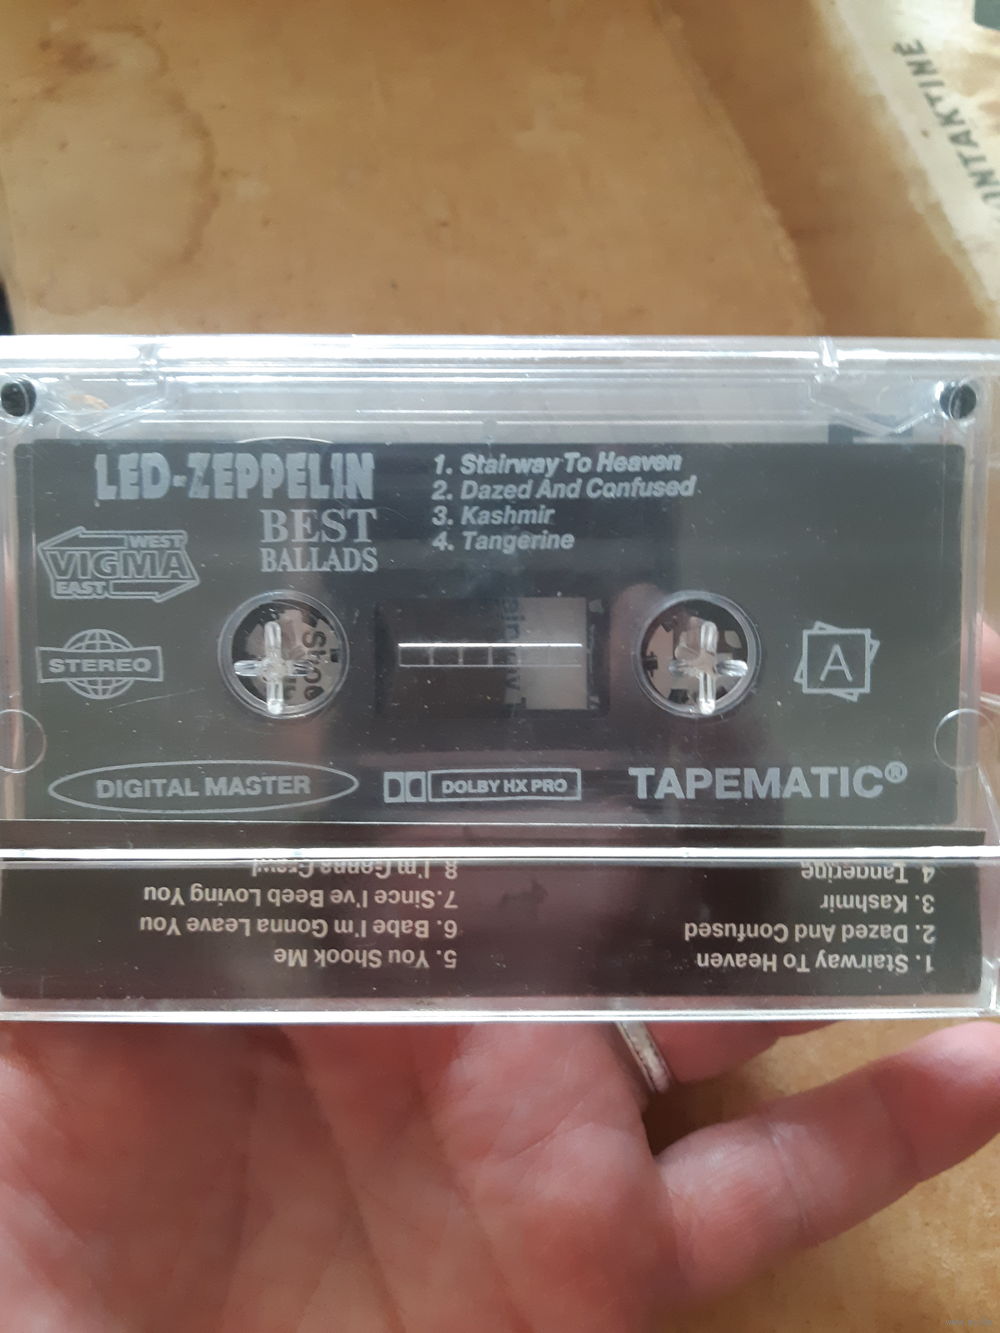 ONTAKTINĖ
LED-ZEPPELIN
BEST
BALLADS
1. Stairway To Heaven
2. Dazed And Confused
3. Kashmir
4. Tangerine
WEST
VIGMA
EAST
STEREO
A
DIGITAL MASTER
DOLBY HX PRO
TAPEMATIC®
1. Stairway To Heaven
2. Dazed And Confused
3. Kashmir
4. Tangerine
5. You Shook Me
6. Babe I'm Gonna Leave You
7.Since I've Beeb Loving You
8. I'm Gonna Crawl